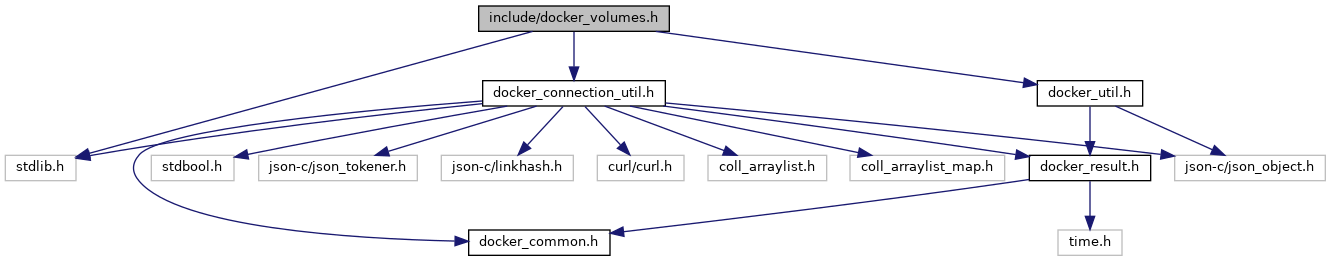 include/docker_volumes.h
docker_connection_util.h
docker_util.h
stdlib.h
stdbool.h
json-c/json_tokener.h
json-c/linkhash.h
curl/curl.h
coll_arraylist.h
coll_arraylist_map.h
docker_result.h
json-c/json_object.h
docker_common.h
time.h